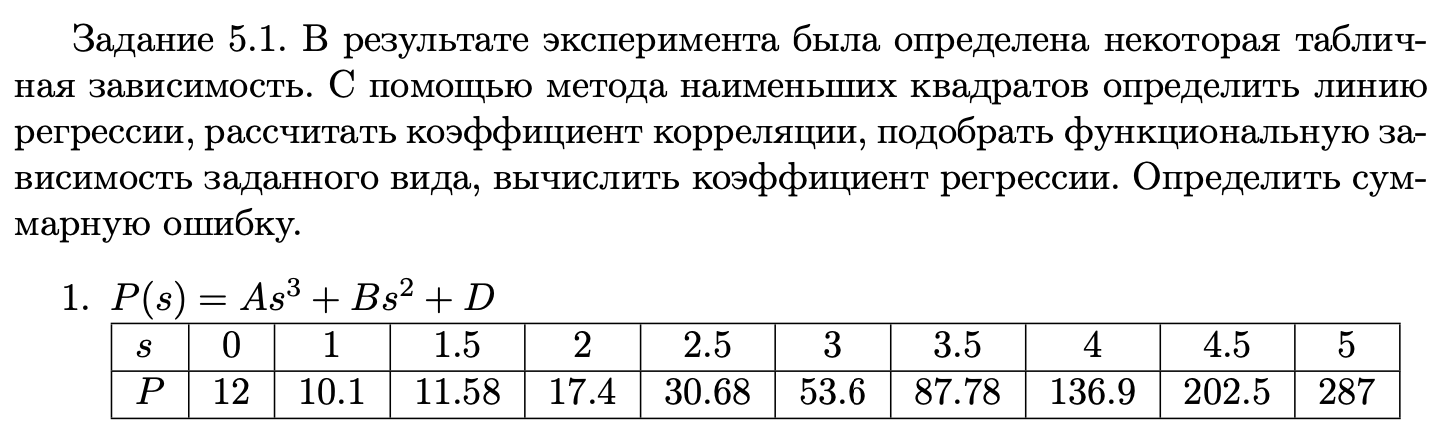 Задание 5.1. В результате эксперимента была определена некоторая таблич-
ная зависимость. С помощью метода наименьших квадратов определить линию
регрессии, рассчитать коэффициент корреляции, подобрать функциональную за-
висимость заданного вида, вычислить коэффициент регрессии. Определить сум-
марную ошибку.
1. P(s) = As³ + Bs² + D
s 0 1 1.5 2 2.5 3 3.5 4 4.5 5
P 12 10.1 11.58 17.4 30.68 53.6 87.78 136.9 202.5 287